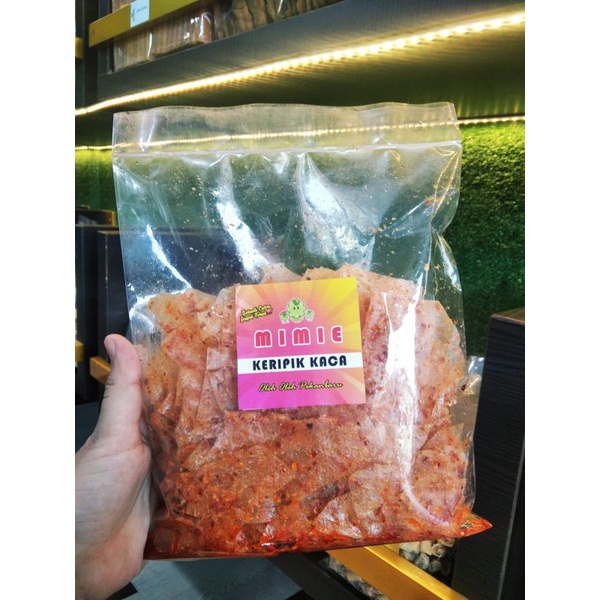 MIMIE
KERIPIK KACA
Oleh Oleh Pekanbaru